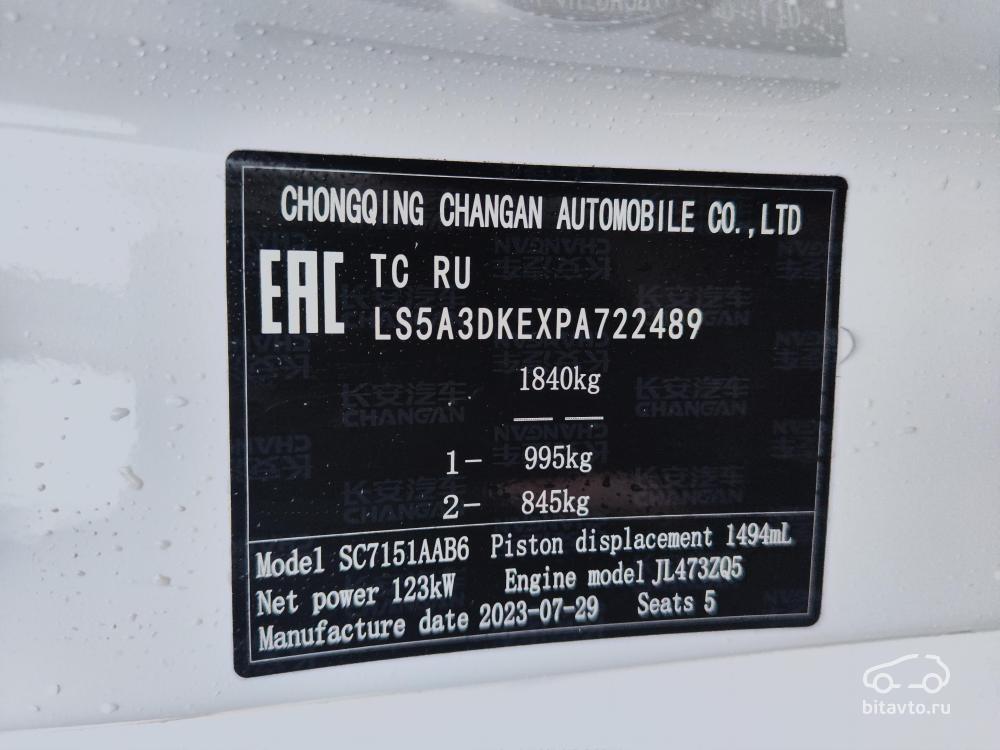 CHONGQING CHANGAN AUTOMOBILE CO.,LTD
EAC TC RU
LS5A3DKEXPA722489
1840kg
—— ——
1- 995kg
2- 845kg
Model SC7151AAB6 Piston displacement 1494mL
Net power 123kW Engine model JL473ZQ5
Manufacture date 2023-07-29 Seats 5
长安汽车
CHANGAN
bitavto.ru